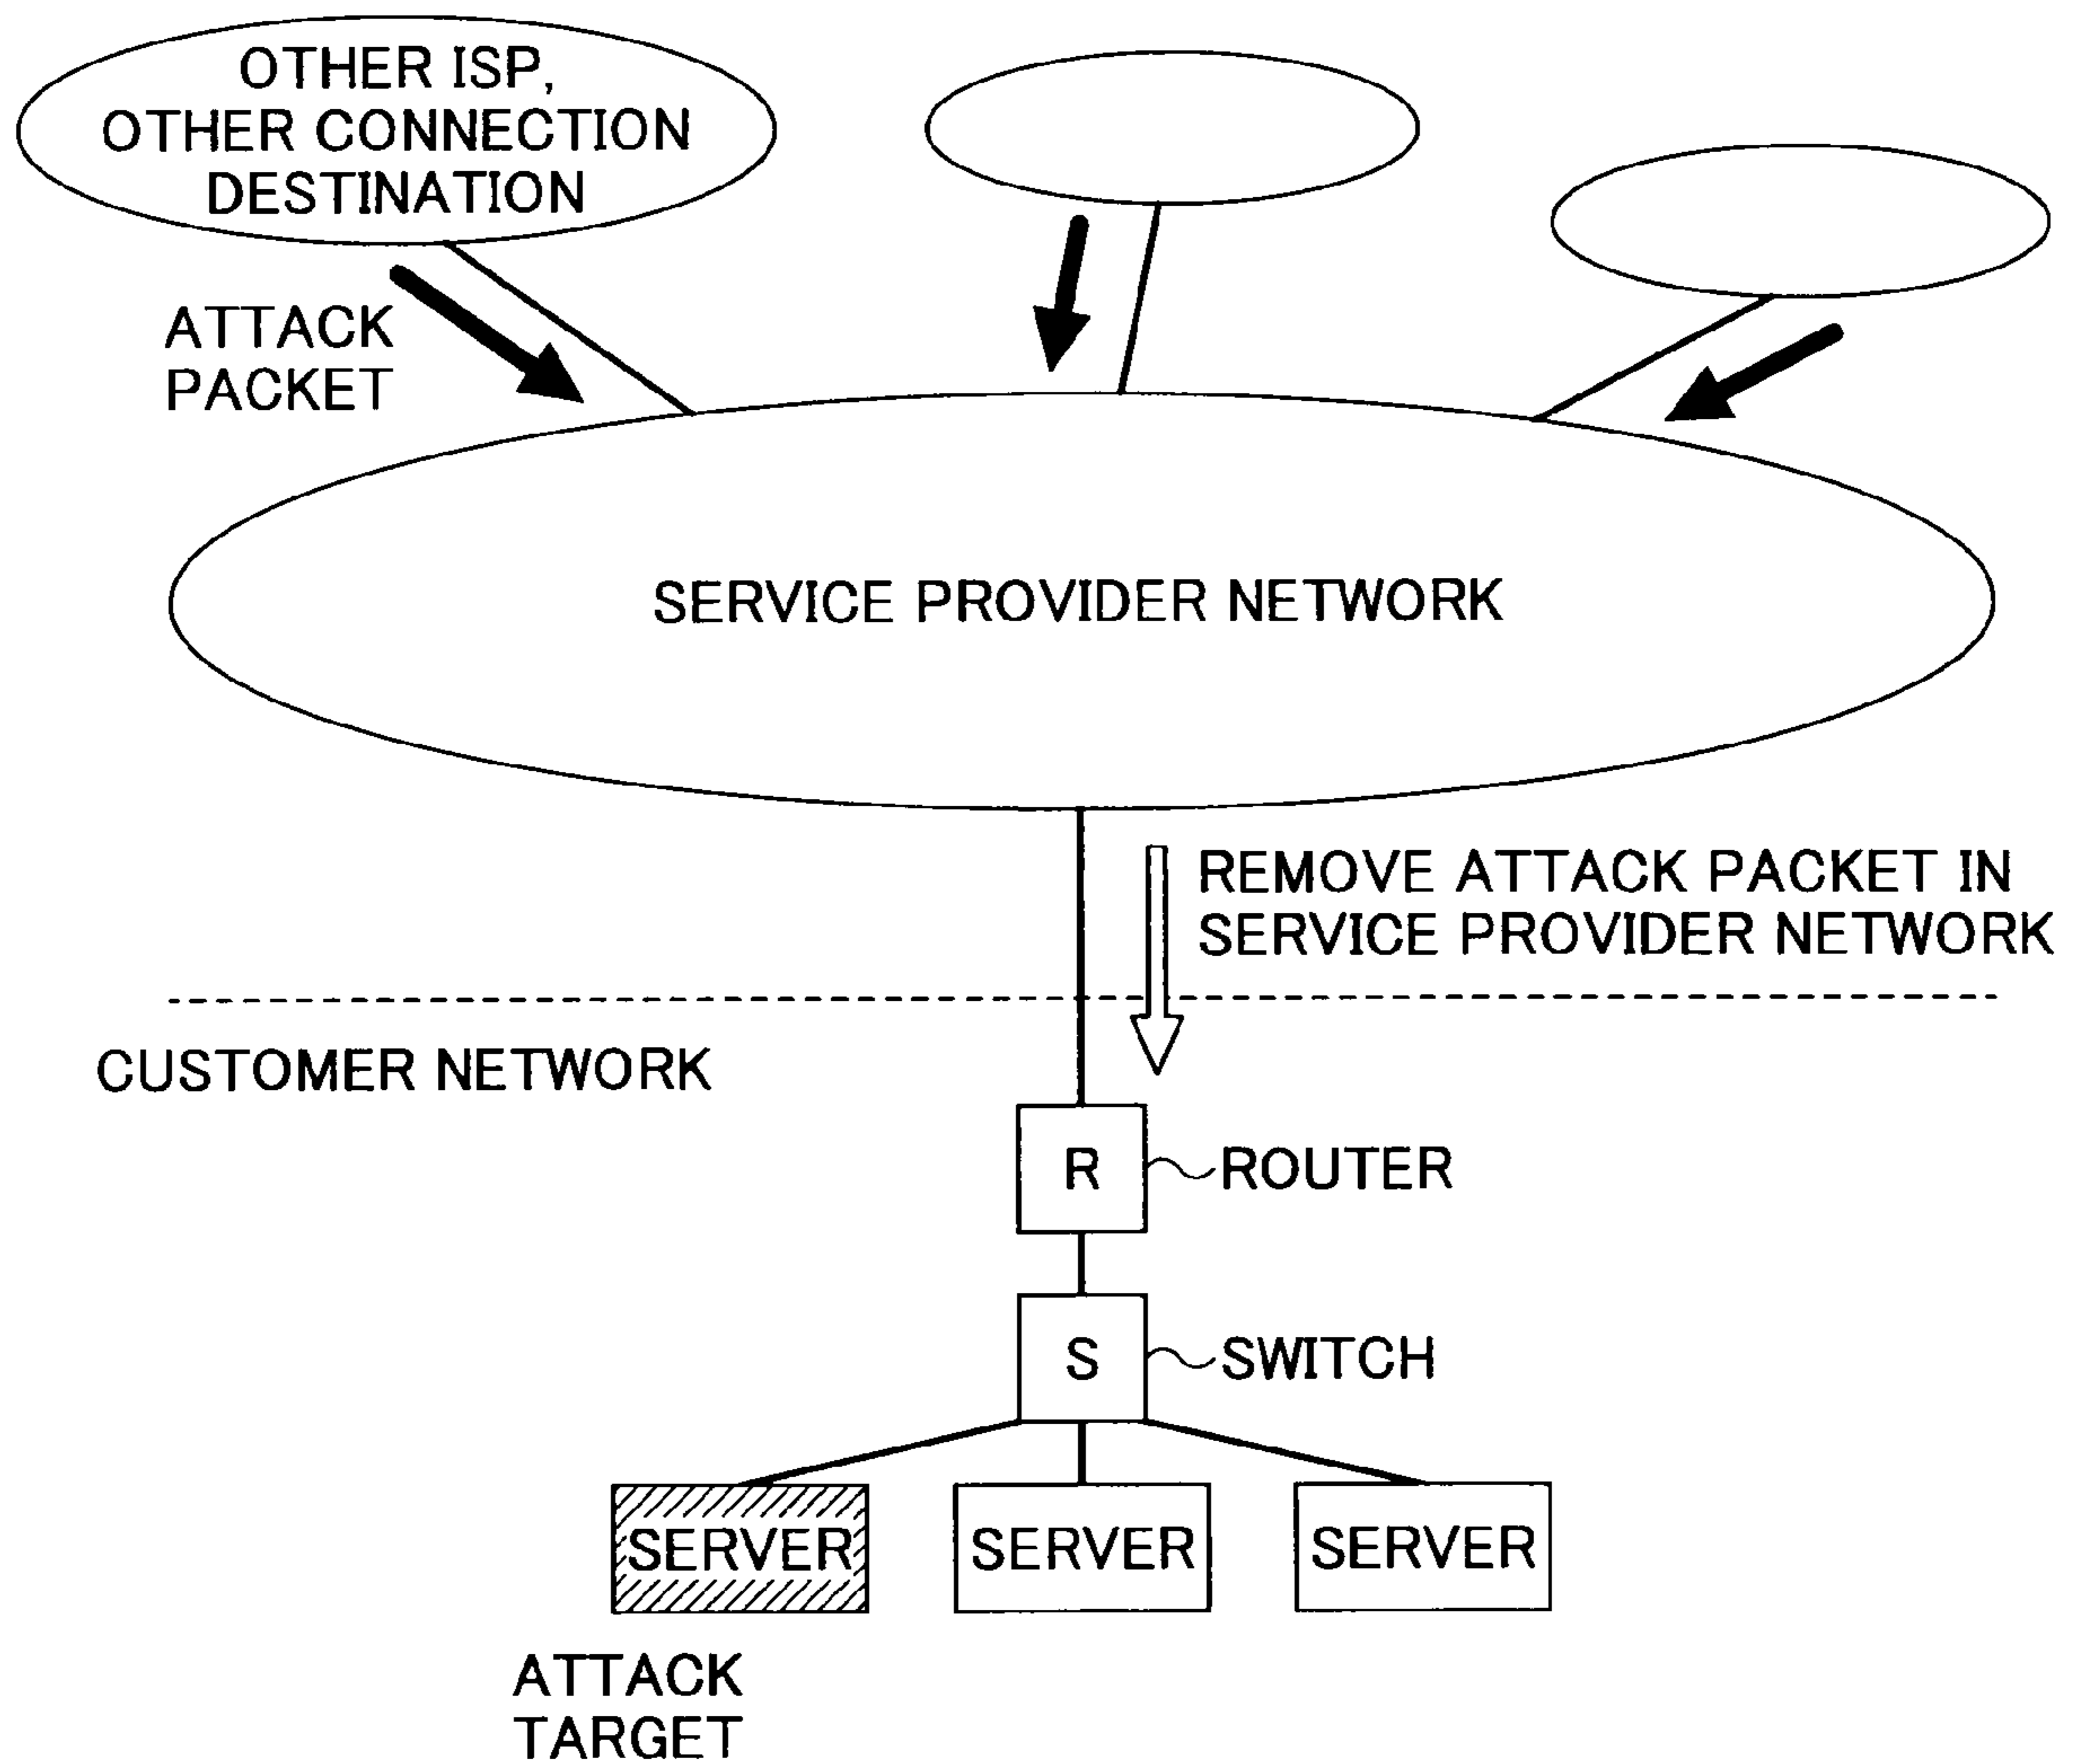 OTHER ISP,
OTHER CONNECTION
DESTINATION
ATTACK
PACKET
SERVICE PROVIDER NETWORK
REMOVE ATTACK PACKET IN
SERVICE PROVIDER NETWORK
CUSTOMER NETWORK
R
ROUTER
S
SWITCH
SERVER
SERVER
SERVER
ATTACK
TARGET